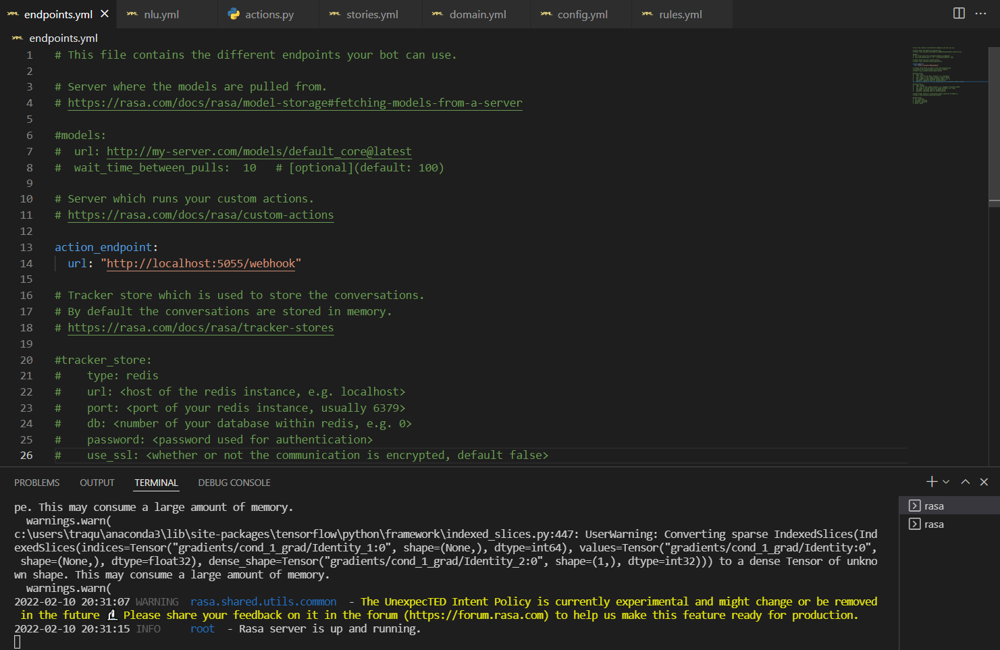 endpoints.yml
nlu.yml
actions.py
stories.yml
domain.yml
config.yml
rules.yml
endpoints.yml
1 # This file contains the different endpoints your bot can use.
2
3 # Server where the models are pulled from.
4 # https://rasa.com/docs/rasa/model-storage#fetching-models-from-a-server
5
6 #models:
7 #  url: http://my-server.com/models/default_core@latest
8 #  wait_time_between_pulls:  10   # [optional](default: 100)
9
10 # Server which runs your custom actions.
11 # https://rasa.com/docs/rasa/custom-actions
12
13 action_endpoint:
14   url: "http://localhost:5055/webhook"
15
16 # Tracker store which is used to store the conversations.
17 # By default the conversations are stored in memory.
18 # https://rasa.com/docs/rasa/tracker-stores
19
20 #tracker_store:
21 #    type: redis
22 #    url: <host of the redis instance, e.g. localhost>
23 #    port: <port of your redis instance, usually 6379>
24 #    db: <number of your database within redis, e.g. 0>
25 #    password: <password used for authentication>
26 #    use_ssl: <whether or not the communication is encrypted, default false>
PROBLEMS OUTPUT TERMINAL DEBUG CONSOLE
rasa
rasa
pe. This may consume a large amount of memory.
  warnings.warn(
c:\users\traqu\anaconda3\lib\site-packages\tensorflow\python\framework\indexed_slices.py:447: UserWarning: Converting sparse IndexedSlices(Ind
exedSlices(indices=Tensor("gradients/cond_1_grad/Identity_1:0", shape=(None,), dtype=int64), values=Tensor("gradients/cond_1_grad/Identity:0",
 shape=(None,), dtype=float32), dense_shape=Tensor("gradients/cond_1_grad/Identity_2:0", shape=(1,), dtype=int32))) to a dense Tensor of unkno
wn shape. This may consume a large amount of memory.
  warnings.warn(
2022-02-10 20:31:07 WARNING  rasa.shared.utils.common  - The UnexpecTED Intent Policy is currently experimental and might change or be removed
 in the future 🔬 Please share your feedback on it in the forum (https://forum.rasa.com) to help us make this feature ready for production.
2022-02-10 20:31:15 INFO     root  - Rasa server is up and running.